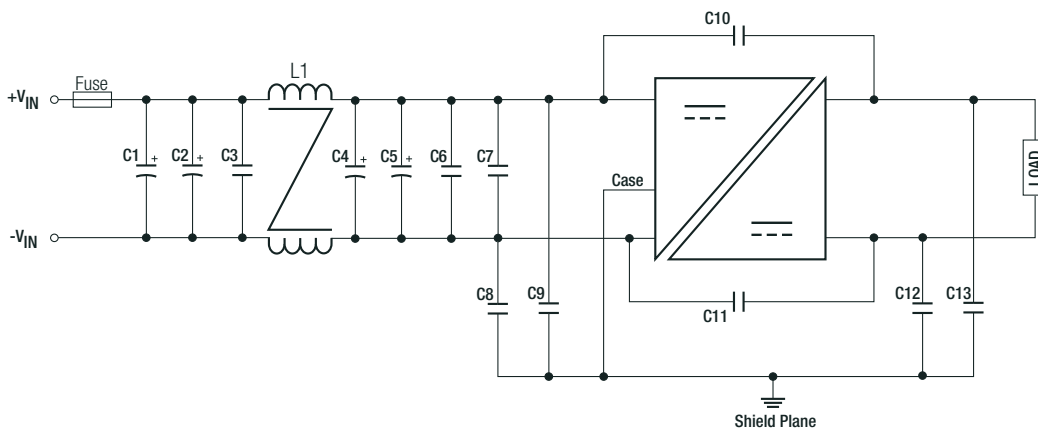 C10
L1
Fuse
+VIN
C1 +
C2 +
C3
C4 +
C5 +
C6
C7
Case
LOAD
-VIN
C8
C9
C11
C12
C13
Shield Plane